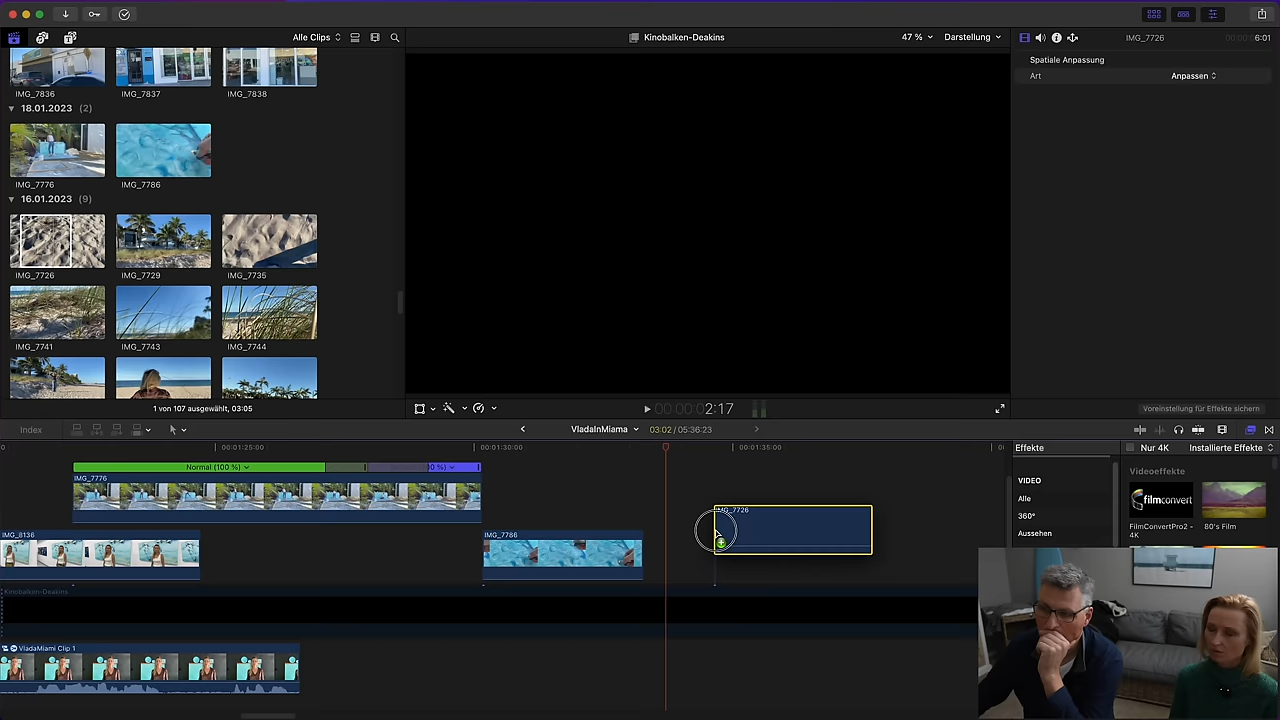 Alle Clips
Kinobalken-Deakins
47 %
Darstellung
IMG_7726
6:01
Spatiale Anpassung
Art
Anpassen
IMG_7836
IMG_7837
IMG_7838
18.01.2023 (2)
IMG_7776
IMG_7786
16.01.2023 (9)
IMG_7726
IMG_7729
IMG_7735
IMG_7741
IMG_7743
IMG_7744
1 von 107 ausgewählt, 03:05
2:17
Voreinstellung für Effekte sichern
Index
VladaInMiama
03:02 / 05:36:23
Effekte
Nur 4K
Installierte Effekte
00:00:01:25:00
00:00:01:30:00
00:00:01:35:00
Normal (100 %)
IMG_7776
IMG_7726
IMG_8136
IMG_7786
Kinobalken-Deakins
VladaMiami Clip 1
VIDEO
Alle
360°
Aussehen
Videoeffekte
filmconvert
FilmConvertPro2 -
4K
80's Film